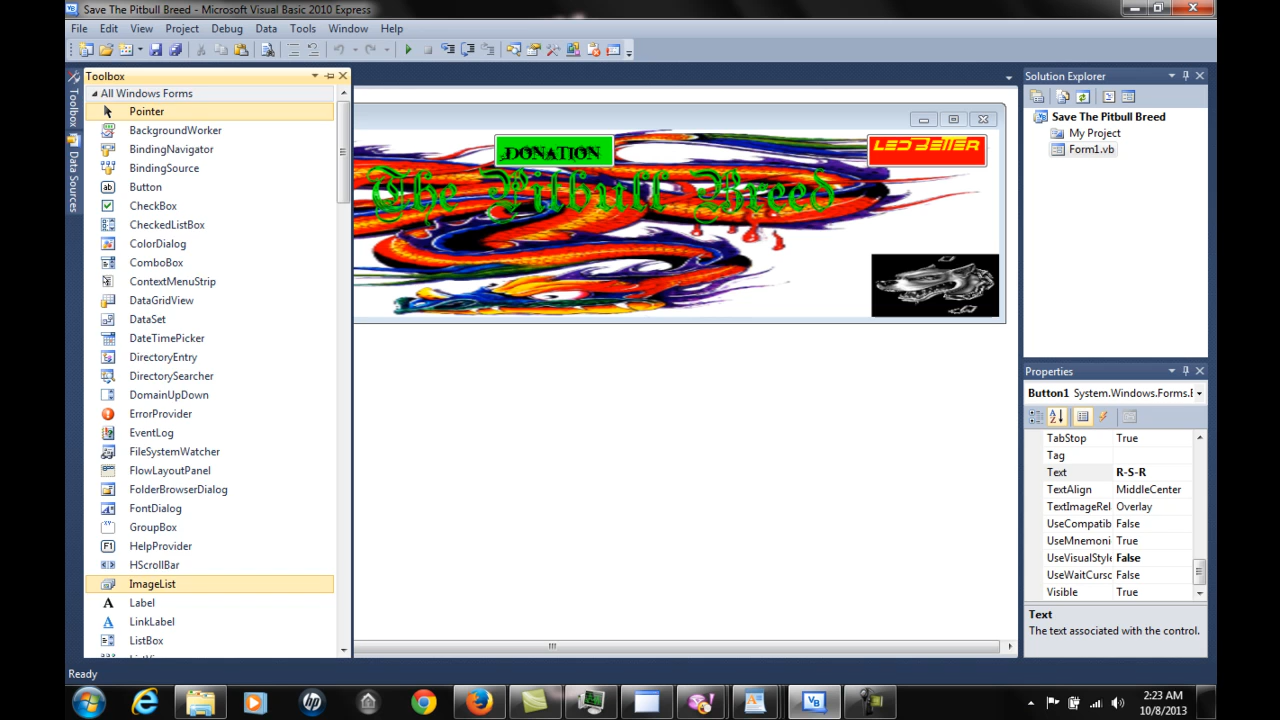 Save The Pitbull Breed - Microsoft Visual Basic 2010 Express
File Edit View Project Debug Data Tools Window Help
Toolbox
Data Sources
Toolbox
All Windows Forms
Pointer
BackgroundWorker
BindingNavigator
BindingSource
Button
CheckBox
CheckedListBox
ColorDialog
ComboBox
ContextMenuStrip
DataGridView
DataSet
DateTimePicker
DirectoryEntry
DirectorySearcher
DomainUpDown
ErrorProvider
EventLog
FileSystemWatcher
FlowLayoutPanel
FolderBrowserDialog
FontDialog
GroupBox
HelpProvider
HScrollBar
ImageList
Label
LinkLabel
ListBox
DONATION
LED BETTER
The Pitbull Breed
Solution Explorer
Save The Pitbull Breed
My Project
Form1.vb
Properties
Button1 System.Windows.Forms.
TabStop True
Tag
Text R-S-R
TextAlign MiddleCenter
TextImageRel Overlay
UseCompatib False
UseMnemoni True
UseVisualStyle False
UseWaitCurso False
Visible True
Text
The text associated with the control.
Ready
2:23 AM
10/8/2013